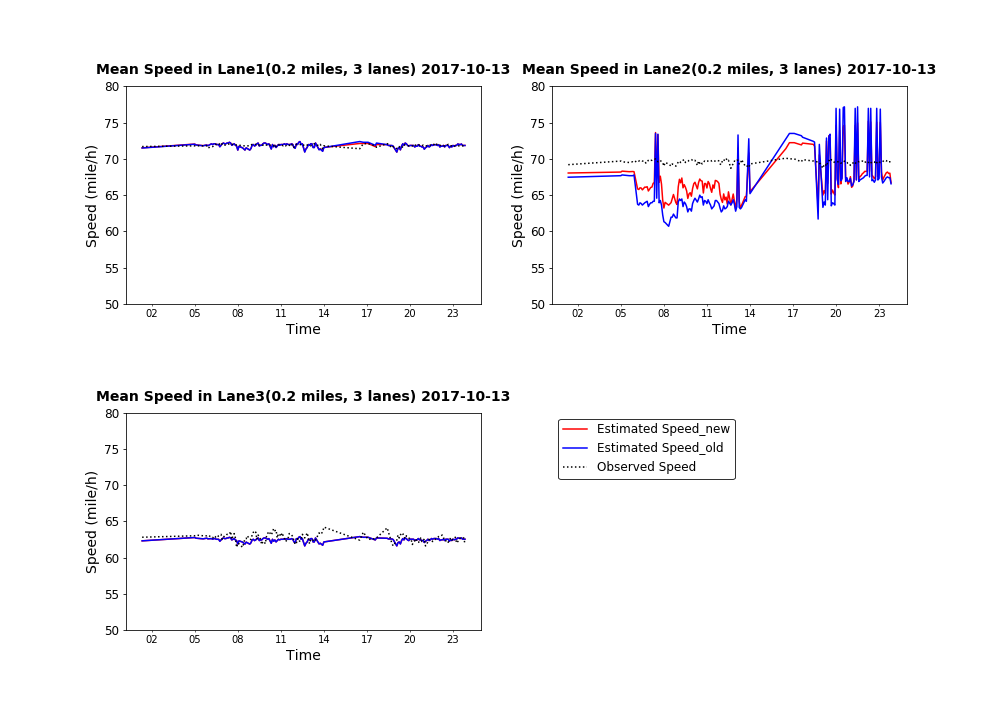 Mean Speed in Lane1(0.2 miles, 3 lanes) 2017-10-13
80
75
70
65
60
55
50
Speed (mile/h)
02 05 08 11 14 17 20 23
Time
Mean Speed in Lane2(0.2 miles, 3 lanes) 2017-10-13
80
75
70
65
60
55
50
Speed (mile/h)
02 05 08 11 14 17 20 23
Time
Mean Speed in Lane3(0.2 miles, 3 lanes) 2017-10-13
80
75
70
65
60
55
50
Speed (mile/h)
02 05 08 11 14 17 20 23
Time
Estimated Speed_new
Estimated Speed_old
Observed Speed